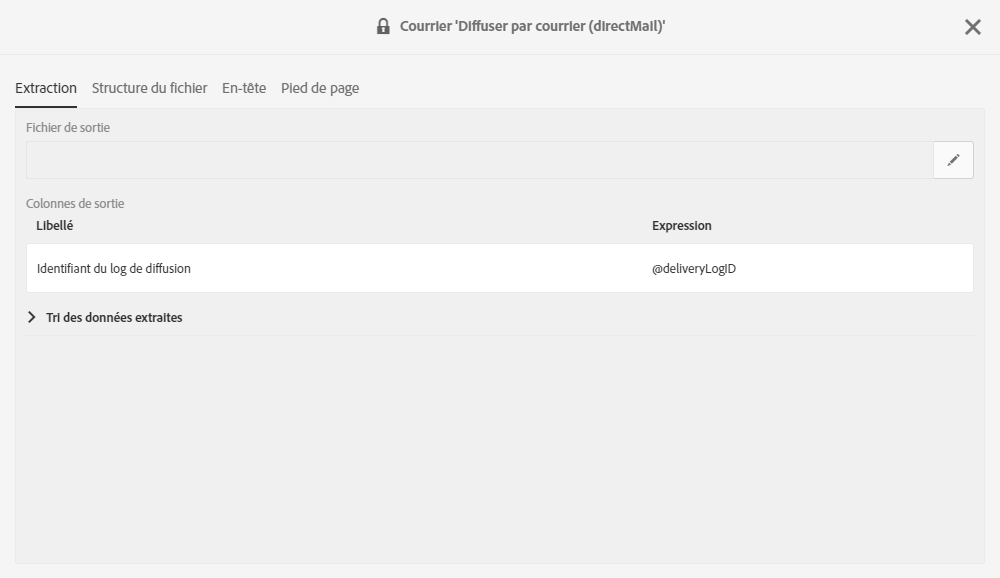 Courrier 'Diffuser par courrier (directMail)'
Extraction Structure du fichier En-tête Pied de page
Fichier de sortie
Colonnes de sortie
Libellé Expression
Identifiant du log de diffusion @deliveryLogID
Tri des données extraites